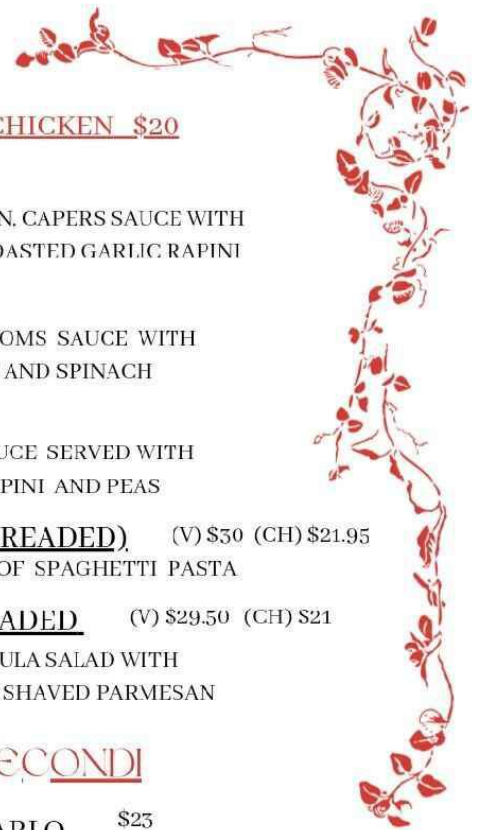 CHICKEN $20
N, CAPERS SAUCE WITH
OASTED GARLIC RAPINI
OMS SAUCE WITH
AND SPINACH
UCE SERVED WITH
PINI AND PEAS
READED) (V) $30 (CH) $21.95
OF SPAGHETTI PASTA
ADED (V) $29.50 (CH) $21
ULA SALAD WITH
SHAVED PARMESAN
ECONDI
ARLO $23